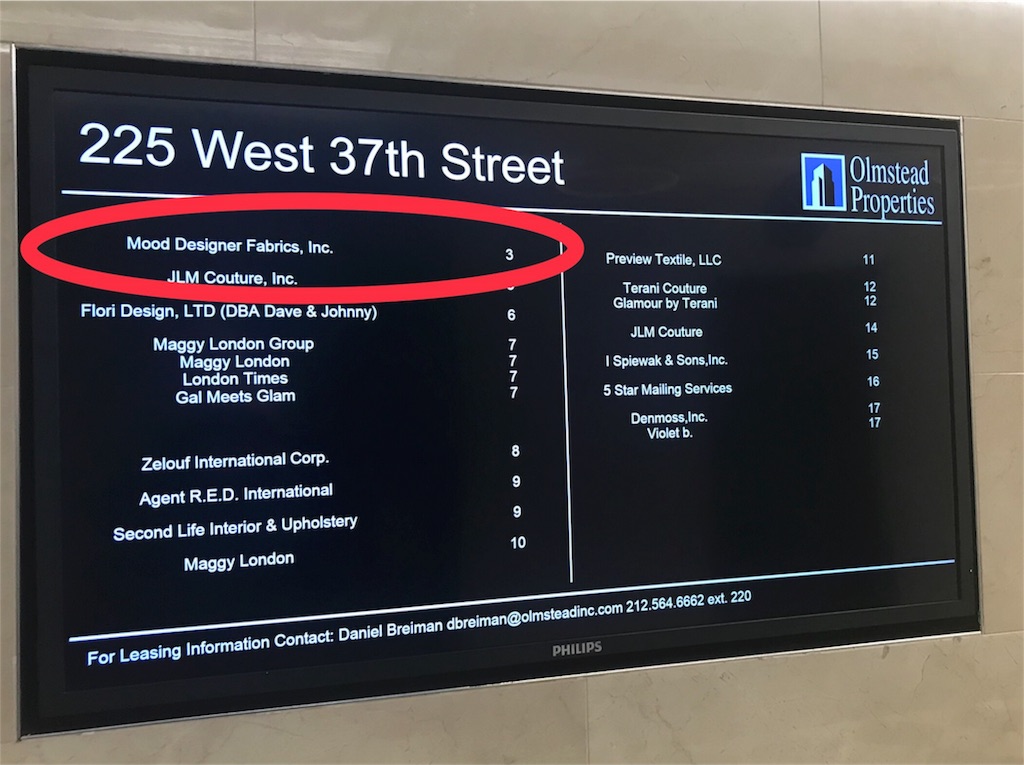 225 West 37th Street
Olmstead
Properties
Mood Designer Fabrics, Inc. 3
JLM Couture, Inc.
Flori Design, LTD (DBA Dave & Johnny) 6
Maggy London Group 7
Maggy London 7
London Times 7
Gal Meets Glam 7
Zelouf International Corp. 8
Agent R.E.D. International 9
Second Life Interior & Upholstery 9
Maggy London 10
Preview Textile, LLC 11
Terani Couture 12
Glamour by Terani 12
JLM Couture 14
I Spiewak & Sons,Inc. 15
5 Star Mailing Services 16
Denmoss,Inc. 17
Violet b. 17
For Leasing Information Contact: Daniel Breiman dbreiman@olmsteadinc.com 212.564.6662 ext. 220
PHILIPS